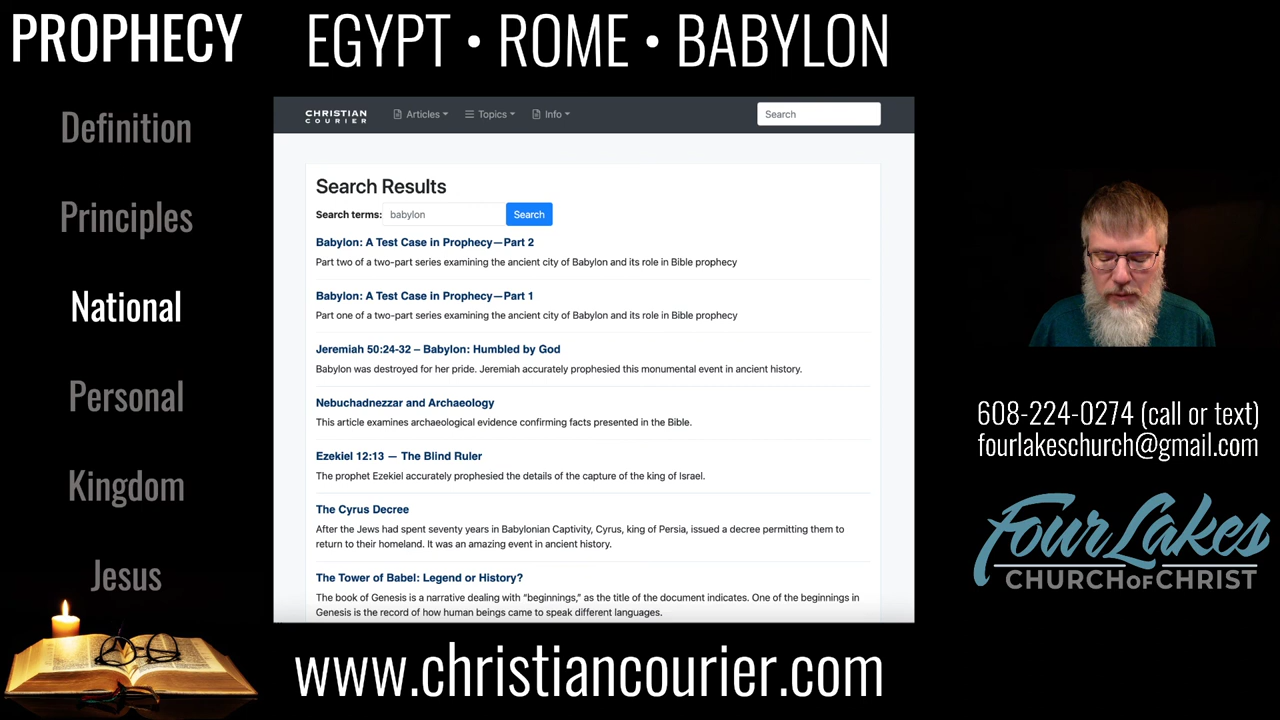 PROPHECY
EGYPT • ROME • BABYLON
Definition
Principles
National
Personal
Kingdom
Jesus
CHRISTIAN
COURIER
Articles
Topics
Info
Search
Search Results
Search terms: babylon Search
Babylon: A Test Case in Prophecy—Part 2
Part two of a two-part series examining the ancient city of Babylon and its role in Bible prophecy
Babylon: A Test Case in Prophecy—Part 1
Part one of a two-part series examining the ancient city of Babylon and its role in Bible prophecy
Jeremiah 50:24-32 – Babylon: Humbled by God
Babylon was destroyed for her pride. Jeremiah accurately prophesied this monumental event in ancient history.
Nebuchadnezzar and Archaeology
This article examines archaeological evidence confirming facts presented in the Bible.
Ezekiel 12:13 — The Blind Ruler
The prophet Ezekiel accurately prophesied the details of the capture of the king of Israel.
The Cyrus Decree
After the Jews had spent seventy years in Babylonian Captivity, Cyrus, king of Persia, issued a decree permitting them to
return to their homeland. It was an amazing event in ancient history.
The Tower of Babel: Legend or History?
The book of Genesis is a narrative dealing with “beginnings,” as the title of the document indicates. One of the beginnings in
Genesis is the record of how human beings came to speak different languages.
www.christiancourier.com
608-224-0274 (call or text)
fourlakeschurch@gmail.com
Four Lakes
CHURCH OF CHRIST